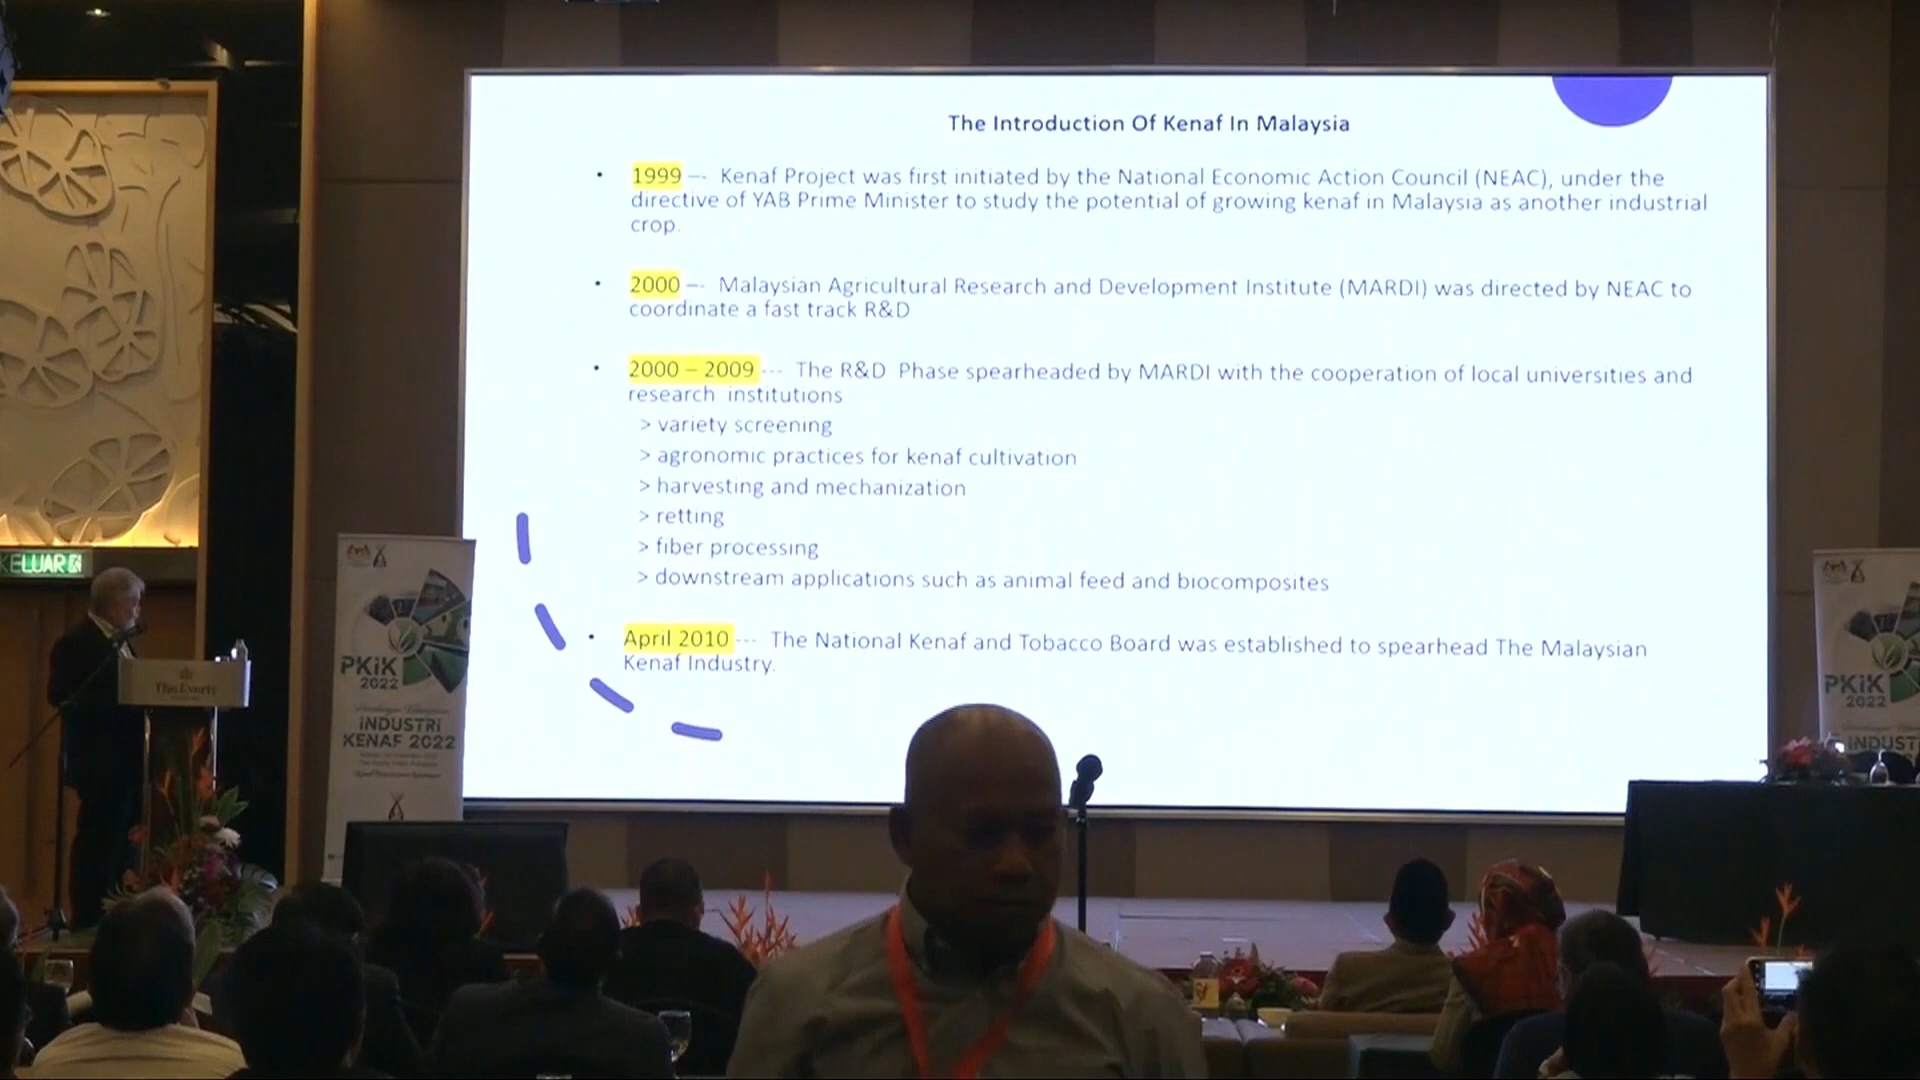 The Introduction Of Kenaf In Malaysia
• 1999 –- Kenaf Project was first initiated by the National Economic Action Council (NEAC), under the
directive of YAB Prime Minister to study the potential of growing kenaf in Malaysia as another industrial
crop.
• 2000 –- Malaysian Agricultural Research and Development Institute (MARDI) was directed by NEAC to
coordinate a fast track R&D
• 2000 – 2009 --- The R&D Phase spearheaded by MARDI with the cooperation of local universities and
research institutions
> variety screening
> agronomic practices for kenaf cultivation
> harvesting and mechanization
> retting
> fiber processing
> downstream applications such as animal feed and biocomposites
• April 2010 --- The National Kenaf and Tobacco Board was established to spearhead The Malaysian
Kenaf Industry.
KELUAR
The Everly
PKiK
2022
iNDUSTRi
KENAF 2022
PKiK
2022
iNDUST